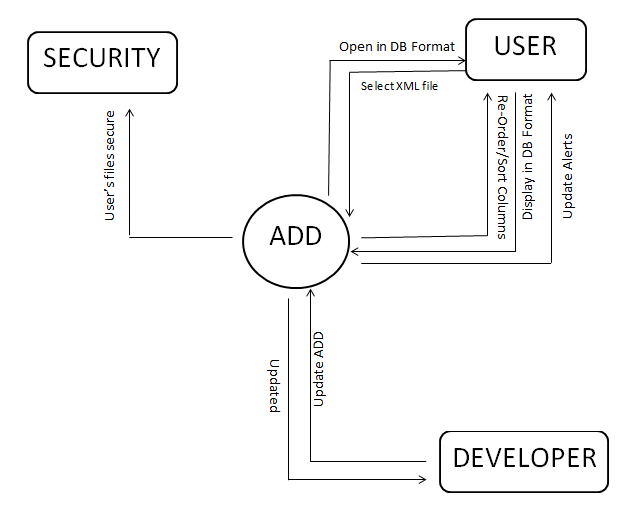 USER
SECURITY
Open in DB Format
Select XML file
User's files secure
Re-Order/Sort Columns
Display in DB Format
Update Alerts
ADD
Updated
Update ADD
DEVELOPER